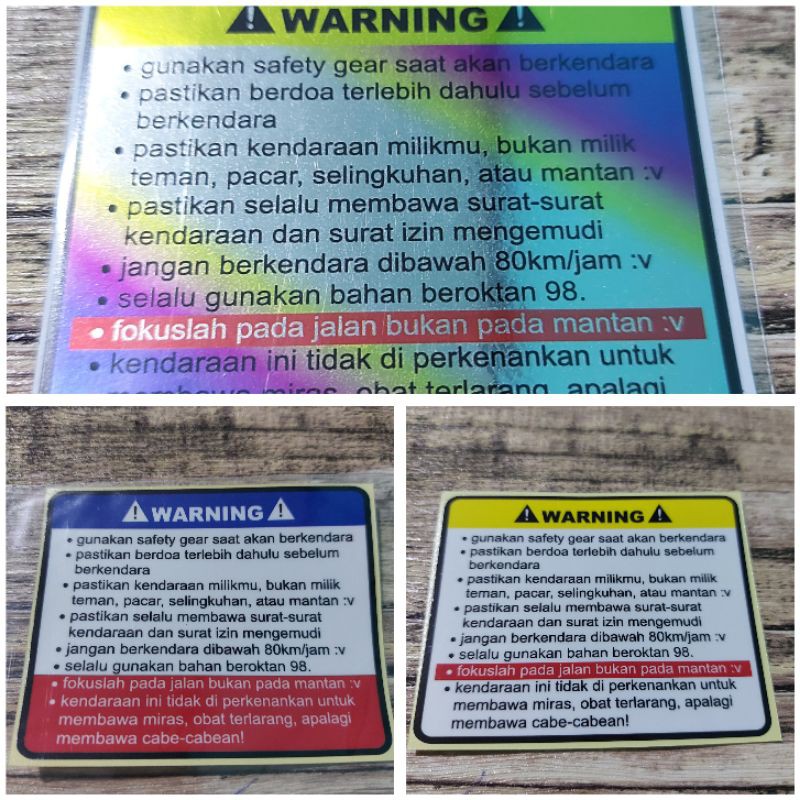 WARNING
• gunakan safety gear saat akan berkendara
• pastikan berdoa terlebih dahulu sebelum
berkendara
• pastikan kendaraan milikmu, bukan milik
teman, pacar, selingkuhan, atau mantan :v
• pastikan selalu membawa surat-surat
kendaraan dan surat izin mengemudi
• jangan berkendara dibawah 80km/jam :v
• selalu gunakan bahan beroktan 98.
• fokuslah pada jalan bukan pada mantan :v
• kendaraan ini tidak di perkenankan untuk
membawa miras, obat terlarang, apalagi
WARNING
• gunakan safety gear saat akan berkendara
• pastikan berdoa terlebih dahulu sebelum
berkendara
• pastikan kendaraan milikmu, bukan milik
teman, pacar, selingkuhan, atau mantan :v
• pastikan selalu membawa surat-surat
kendaraan dan surat izin mengemudi
• jangan berkendara dibawah 80km/jam :v
• selalu gunakan bahan beroktan 98.
• fokuslah pada jalan bukan pada mantan :v
• kendaraan ini tidak di perkenankan untuk
membawa miras, obat terlarang, apalagi
membawa cabe-cabean!
WARNING
• gunakan safety gear saat akan berkendara
• pastikan berdoa terlebih dahulu sebelum
berkendara
• pastikan kendaraan milikmu, bukan milik
teman, pacar, selingkuhan, atau mantan :v
• pastikan selalu membawa surat-surat
kendaraan dan surat izin mengemudi
• jangan berkendara dibawah 80km/jam :v
• selalu gunakan bahan beroktan 98.
• fokuslah pada jalan bukan pada mantan :v
• kendaraan ini tidak di perkenankan untuk
membawa miras, obat terlarang, apalagi
membawa cabe-cabean!